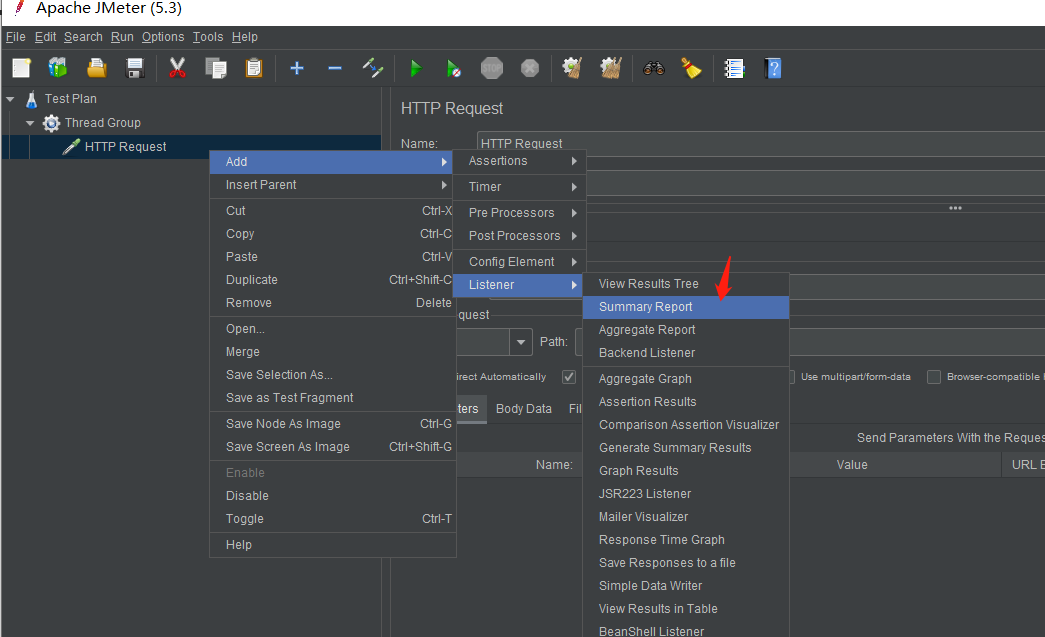 Apache JMeter (5.3)
File Edit Search Run Options Tools Help
STOP
Test Plan
Thread Group
HTTP Request
HTTP Request
Name: HTTP Request
Add
Insert Parent
Cut Ctrl-X
Copy Ctrl-C
Paste Ctrl-V
Duplicate Ctrl+Shift-C
Remove Delete
Open...
Merge
Save Selection As...
Save as Test Fragment
Save Node As Image Ctrl-G
Save Screen As Image Ctrl+Shift-G
Enable
Disable
Toggle Ctrl-T
Help
Assertions
Timer
Pre Processors
Post Processors
Config Element
Listener
View Results Tree
Summary Report
Aggregate Report
Backend Listener
Aggregate Graph
Assertion Results
Comparison Assertion Visualizer
Generate Summary Results
Graph Results
JSR223 Listener
Mailer Visualizer
Response Time Graph
Save Responses to a file
Simple Data Writer
View Results in Table
BeanShell Listener
quest
Path:
irect Automatically
Use multipart/form-data
Browser-compatible
ters Body Data Fil
Send Parameters With the Reques
Name: Value URL E